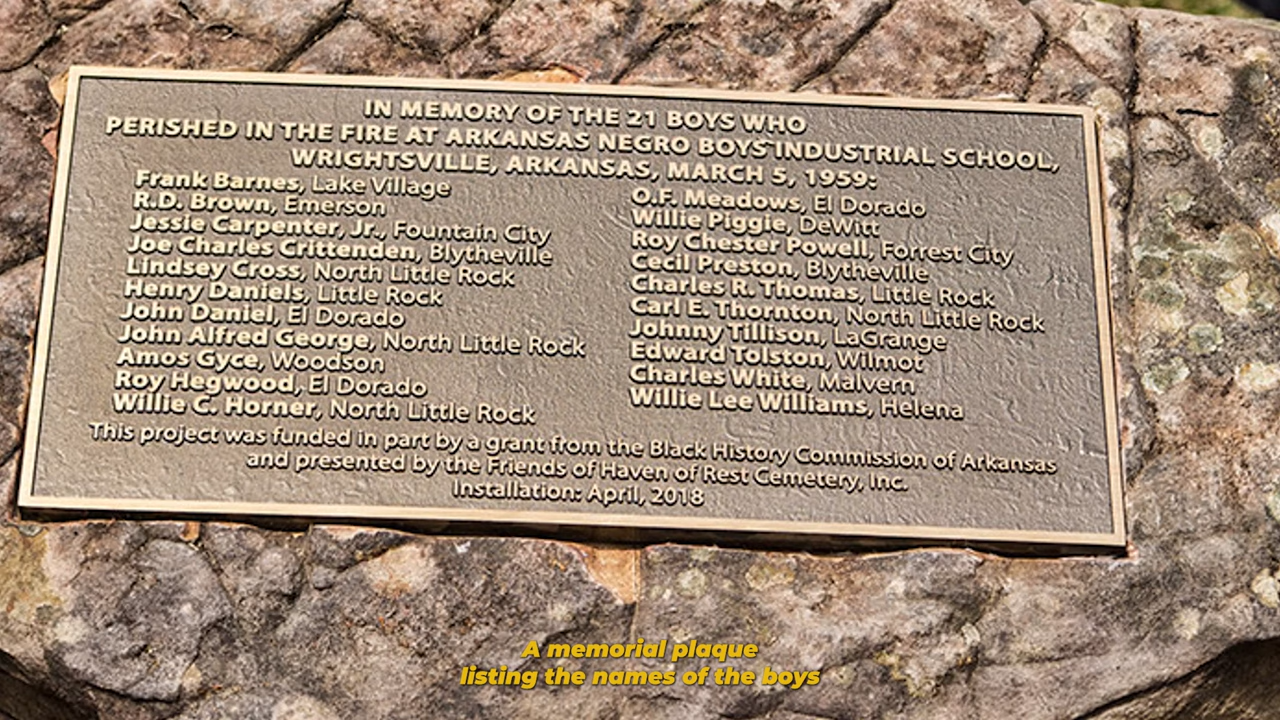 IN MEMORY OF THE 21 BOYS WHO
PERISHED IN THE FIRE AT ARKANSAS NEGRO BOYS INDUSTRIAL SCHOOL,
WRIGHTSVILLE, ARKANSAS, MARCH 5, 1959:
Frank Barnes, Lake Village
R.D. Brown, Emerson
Jessie Carpenter, Jr., Fountain City
Joe Charles Crittenden, Blytheville
Lindsey Cross, North Little Rock
Henry Daniels, Little Rock
John Daniel, El Dorado
John Alfred George, North Little Rock
Amos Gyce, Woodson
Roy Hegwood, El Dorado
Willie C. Horner, North Little Rock
O.F. Meadows, El Dorado
Willie Piggie, DeWitt
Roy Chester Powell, Forrest City
Cecil Preston, Blytheville
Charles R. Thomas, Little Rock
Carl E. Thornton, North Little Rock
Johnny Tillison, LaGrange
Edward Tolston, Wilmot
Charles White, Malvern
Willie Lee Williams, Helena
This project was funded in part by a grant from the Black History Commission of Arkansas
and presented by the Friends of Haven of Rest Cemetery, Inc.
Installation: April, 2018
A memorial plaque
listing the names of the boys